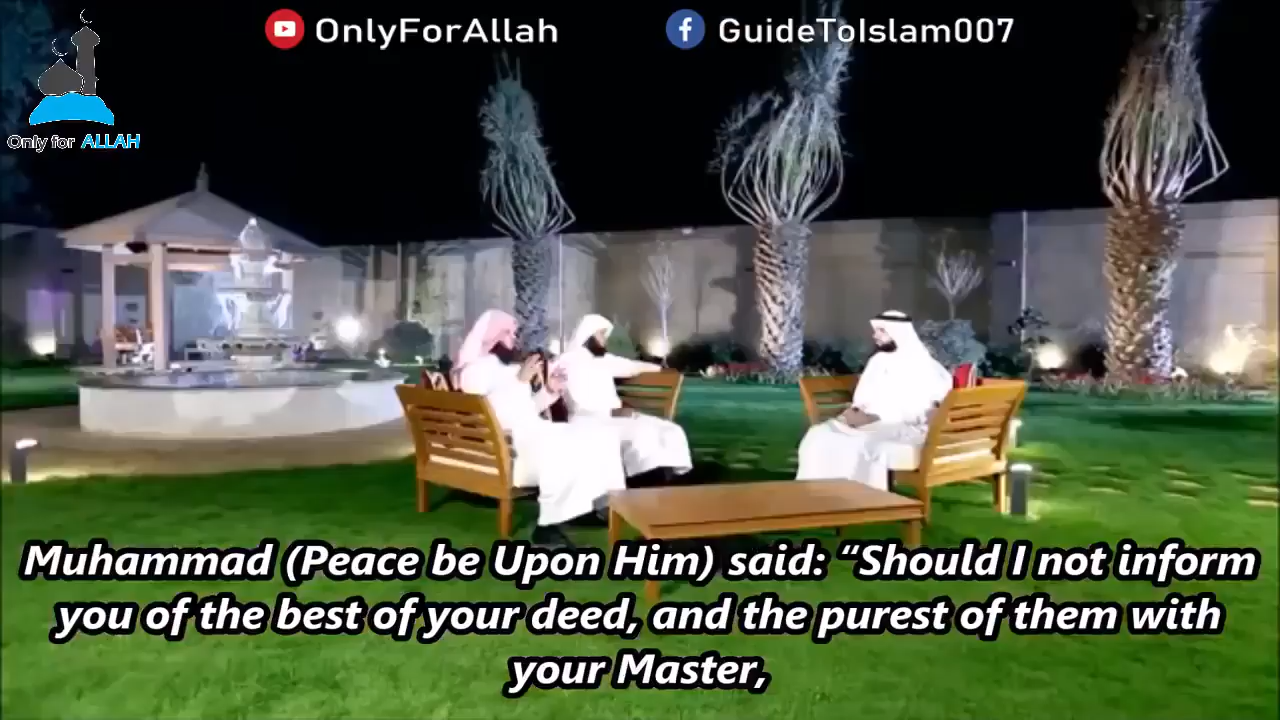 OnlyForAllah
GuideToIslam007
Only for ALLAH
Muhammad (Peace be Upon Him) said: “Should I not inform
you of the best of your deed, and the purest of them with
your Master,